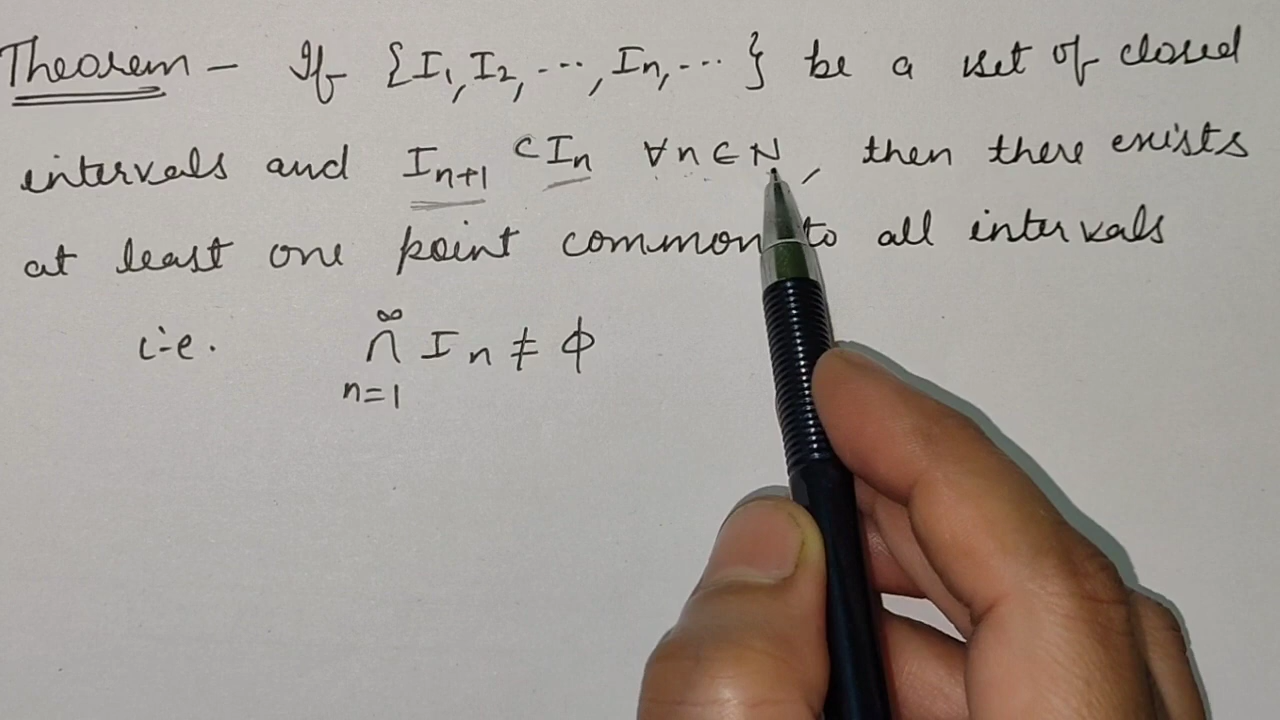 Theorem - If {I₁, I₂, ---, Iₙ, --- } be a set of closed
intervals and Iₙ₊₁ ⊂ Iₙ ∀n∈N, then there exists
at least one point common to all intervals
i.e. ∞∩n=1 Iₙ ≠ ϕ